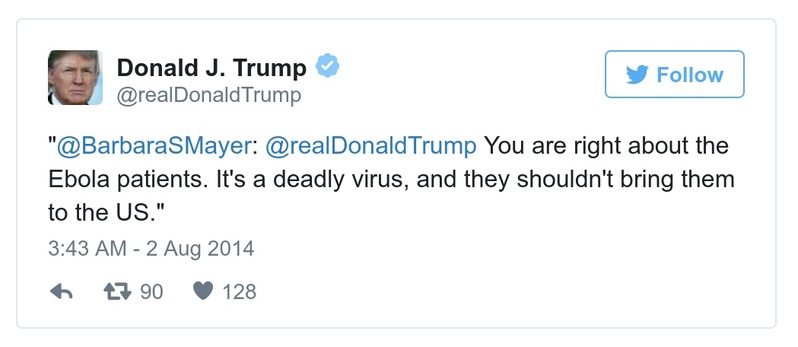 Donald J. Trump
Follow
@realDonaldTrump
"@BarbaraSMayer: @realDonaldTrump You are right about the
Ebola patients. It's a deadly virus, and they shouldn't bring them
to the US."
3:43 AM - 2 Aug 2014
90 128